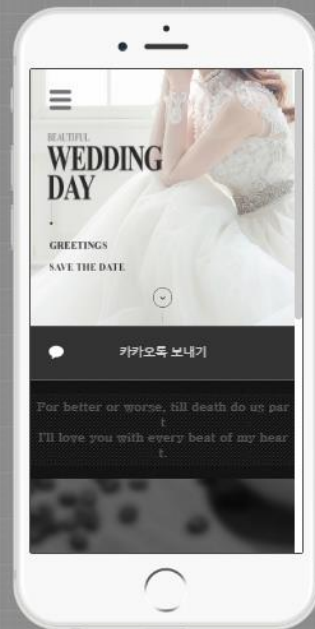 BEAUTIFUL
WEDDING
DAY
GREETINGS
SAVE THE DATE
카카오톡 보내기
For better or worse, till death do us par
t
I'll love you with every beat of my hear
t.